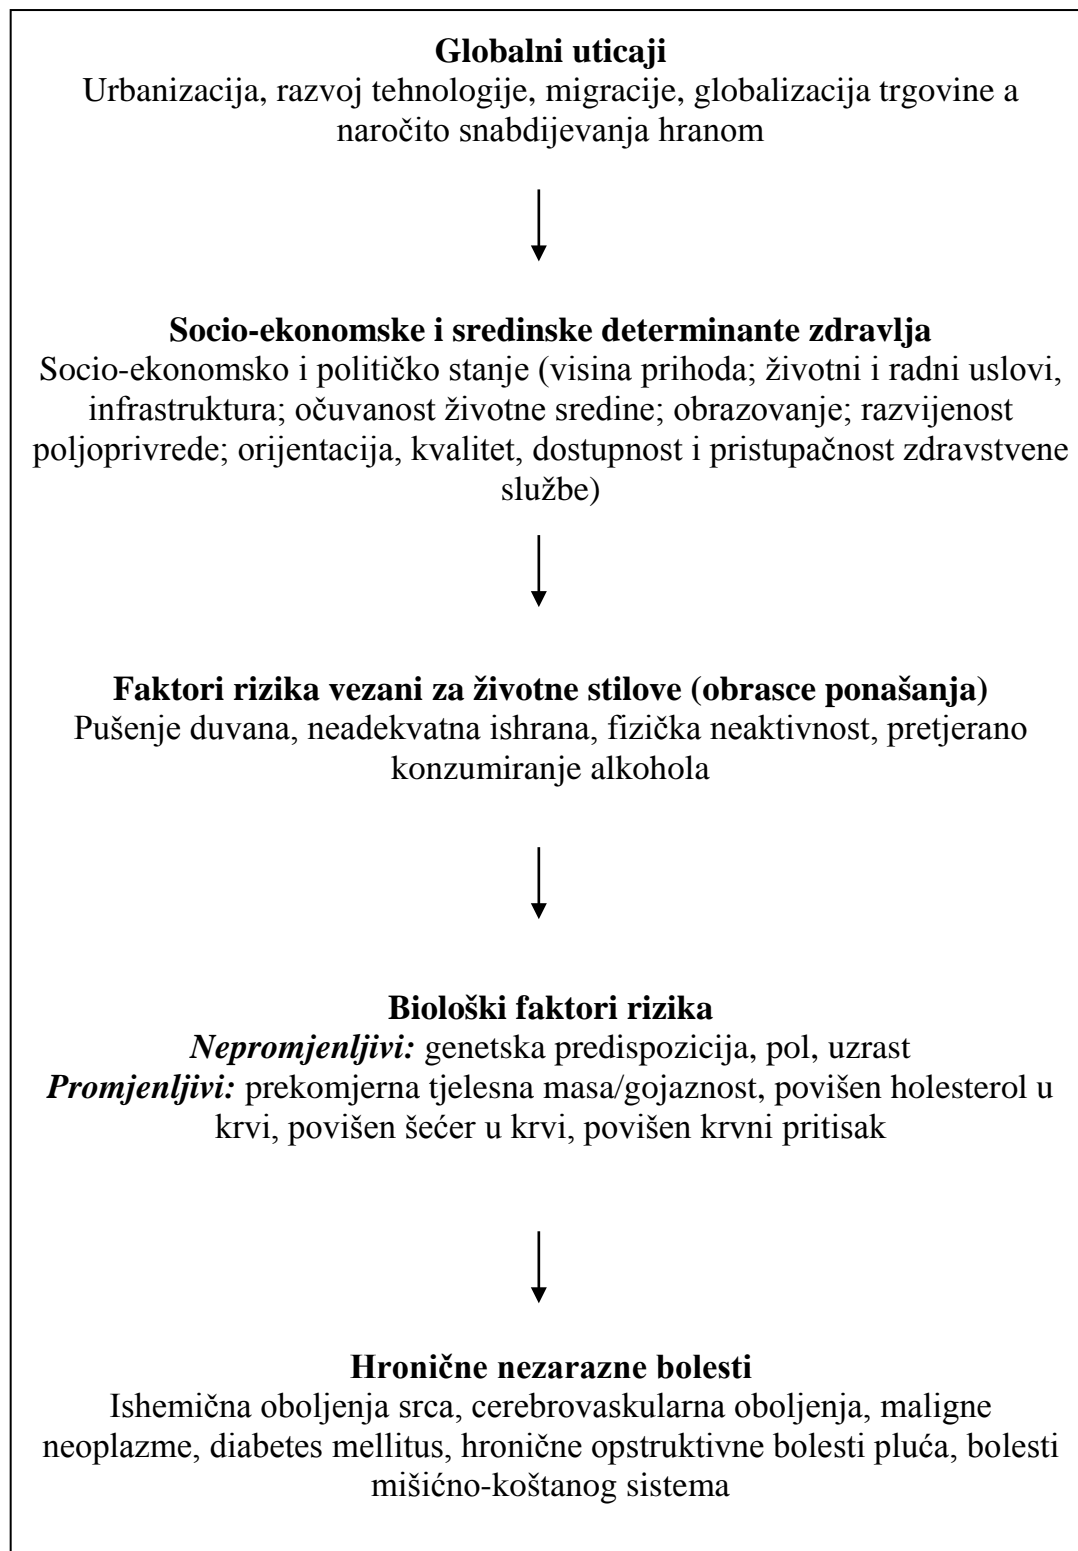 Globalni uticaji
Urbanizacija, razvoj tehnologije, migracije, globalizacija trgovine a
naročito snabdijevanja hranom
Socio-ekonomske i sredinske determinante zdravlja
Socio-ekonomsko i političko stanje (visina prihoda; životni i radni uslovi,
infrastruktura; očuvanost životne sredine; obrazovanje; razvijenost
poljoprivrede; orijentacija, kvalitet, dostupnost i pristupačnost zdravstvene
službe)
Faktori rizika vezani za životne stilove (obrasce ponašanja)
Pušenje duvana, neadekvatna ishrana, fizička neaktivnost, pretjerano
konzumiranje alkohola
Biološki faktori rizika
Nepromjenljivi: genetska predispozicija, pol, uzrast
Promjenljivi: prekomjerna tjelesna masa/gojaznost, povišen holesterol u
krvi, povišen šećer u krvi, povišen krvni pritisak
Hronične nezarazne bolesti
Ishemična oboljenja srca, cerebrovaskularna oboljenja, maligne
neoplazme, diabetes mellitus, hronične opstruktivne bolesti pluća, bolesti
mišićno-koštanog sistema